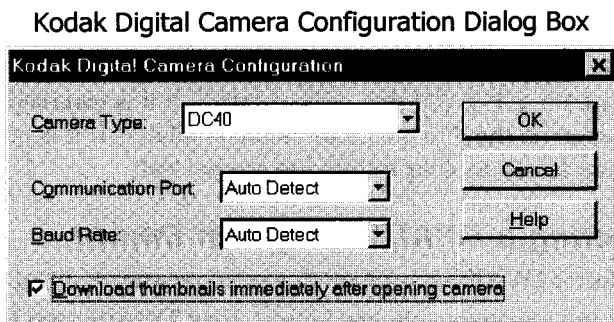 Kodak Digital Camera Configuration Dialog Box
Kodak Digital Camera Configuration
Camera Type: DC40
OK
Communication Port: Auto Detect
Cancel
Baud Rate: Auto Detect
Help
Download thumbnails immediately after opening camera